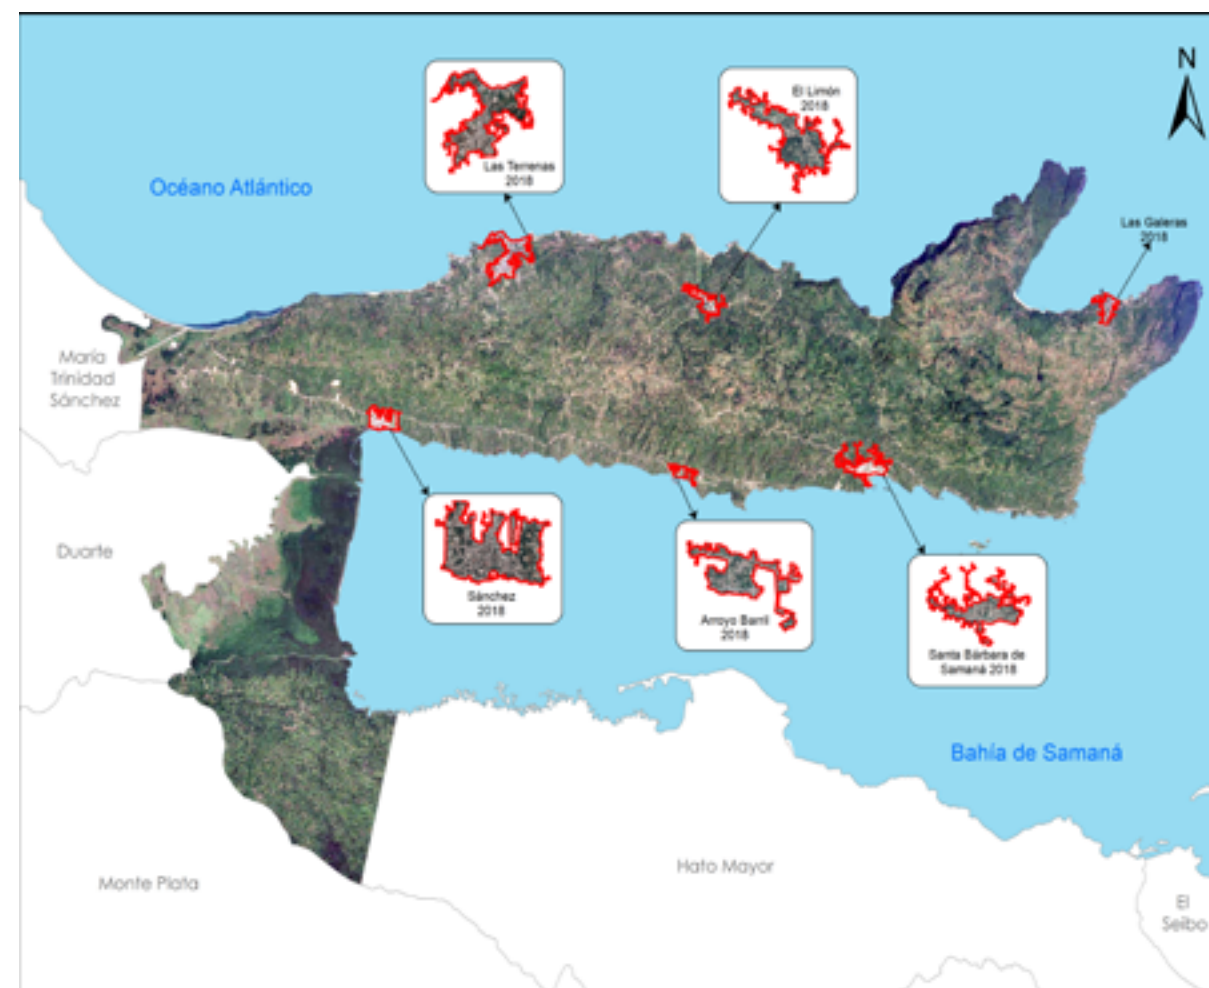 N
El Limón
2018
Las Terrenas
2018
Océano Atlántico
Las Galeras
2018
María
Trinidad
Sánchez
Duarte
Sánchez
2018
Arroyo Barril
2018
Santa Bárbara de
Samaná 2018
Bahía de Samaná
Hato Mayor
Monte Plata
El
Seibo